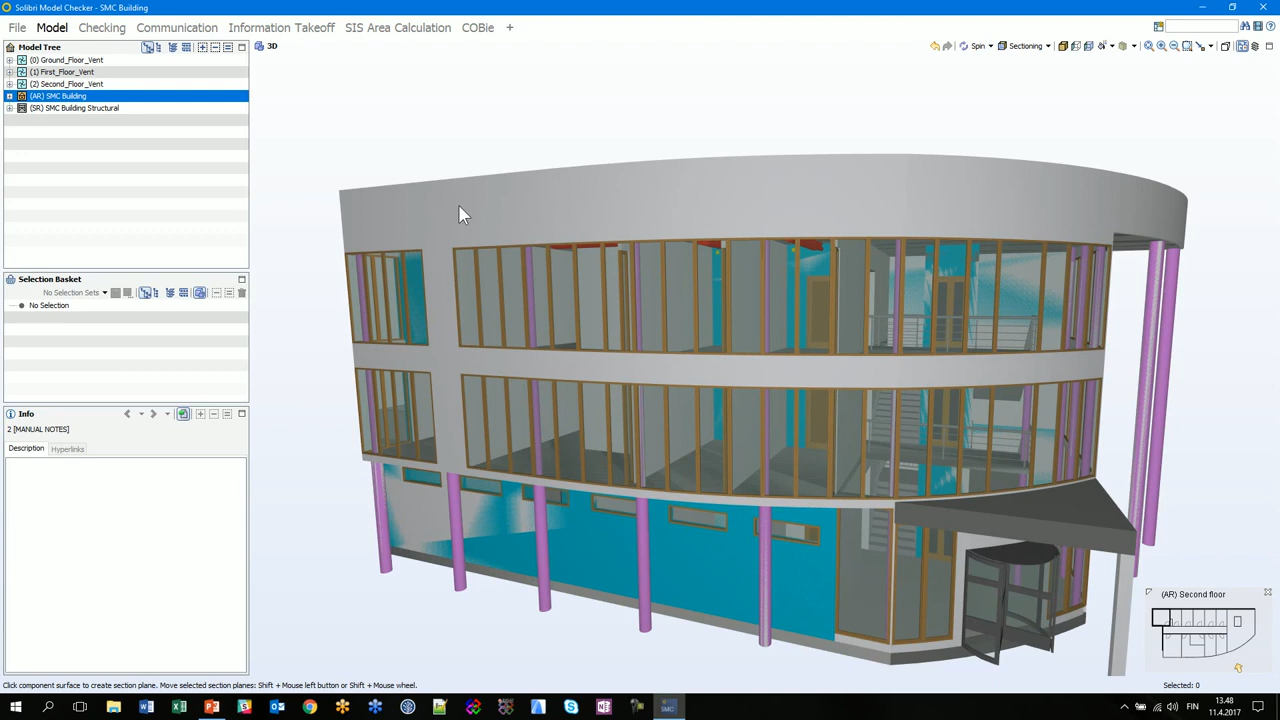 Solibri Model Checker - SMC Building
File Model Checking Communication Information Takeoff SIS Area Calculation COBie +
Model Tree
3D
Spin
Sectioning
(0) Ground_Floor_Vent
(1) First_Floor_Vent
(2) Second_Floor_Vent
(AR) SMC Building
(SR) SMC Building Structural
Selection Basket
No Selection Sets
No Selection
Info
2 [MANUAL NOTES]
Description Hyperlinks
(AR) Second floor
Click component surface to create section plane. Move selected section planes: Shift + Mouse left button or Shift + Mouse wheel.
Selected: 0
SMC
FIN
13.48
11.4.2017